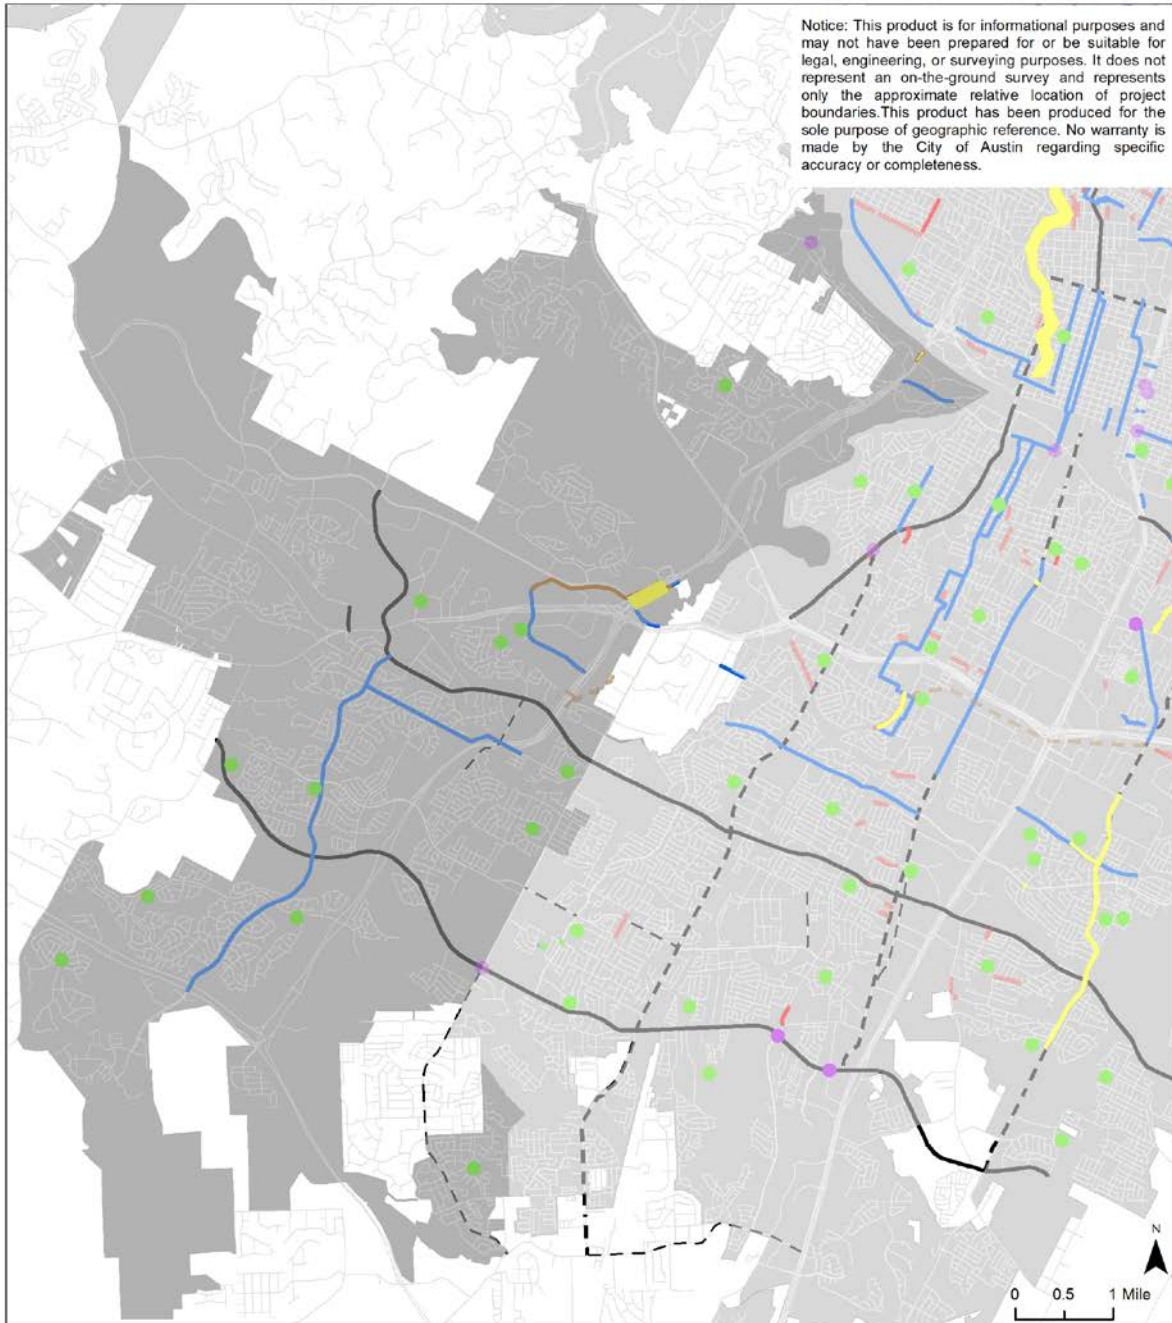 Notice: This product is for informational purposes and
may not have been prepared for or be suitable for
legal, engineering, or surveying purposes. It does not
represent an on-the-ground survey and represents
only the approximate relative location of project
boundaries.This product has been produced for the
sole purpose of geographic reference. No warranty is
made by the City of Austin regarding specific
accuracy or completeness.
N
0 0.5 1 Mile